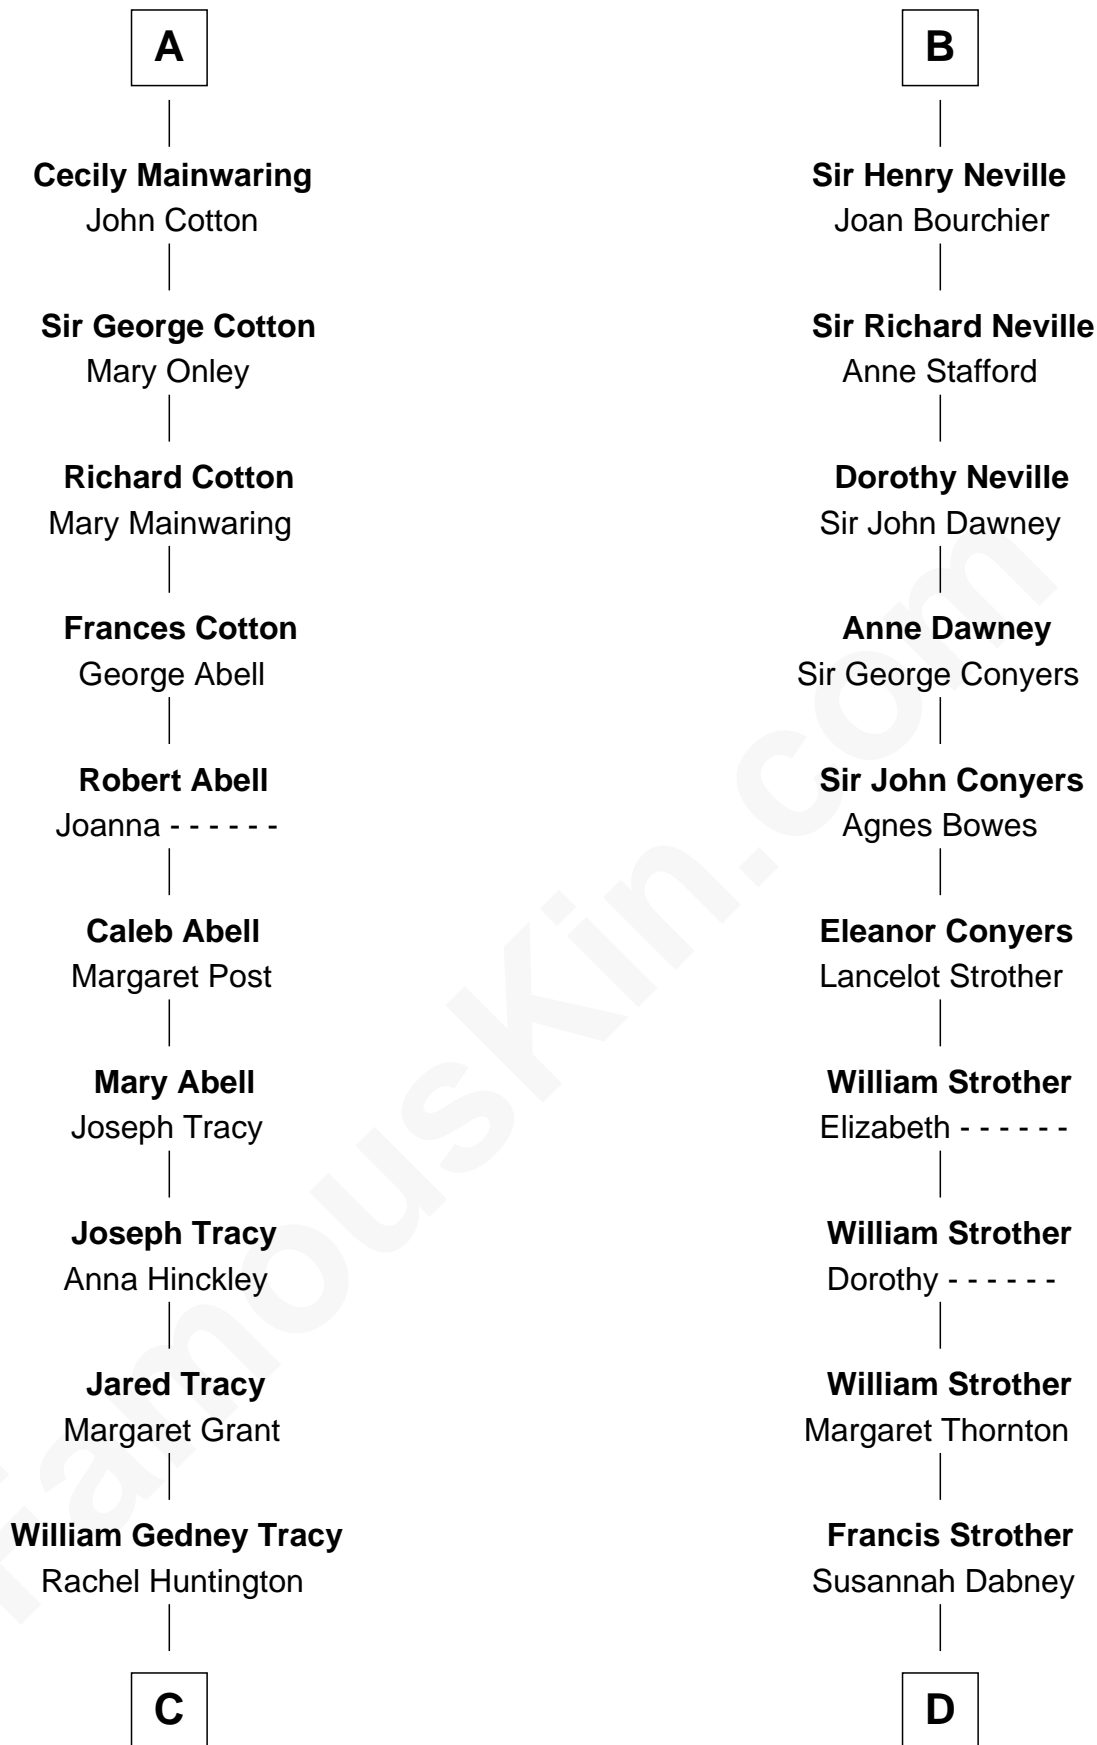 A
Cecily Mainwaring
John Cotton
Sir George Cotton
Mary Onley
Richard Cotton
Mary Mainwaring
Frances Cotton
George Abell
Robert Abell
Joanna - - - - - -
Caleb Abell
Margaret Post
Mary Abell
Joseph Tracy
Joseph Tracy
Anna Hinckley
Jared Tracy
Margaret Grant
William Gedney Tracy
Rachel Huntington
C
B
Sir Henry Neville
Joan Bourchier
Sir Richard Neville
Anne Stafford
Dorothy Neville
Sir John Dawney
Anne Dawney
Sir George Conyers
Sir John Conyers
Agnes Bowes
Eleanor Conyers
Lancelot Strother
William Strother
Elizabeth - - - - - -
William Strother
Dorothy - - - - - -
William Strother
Margaret Thornton
Francis Strother
Susannah Dabney
D
FamousKin.com